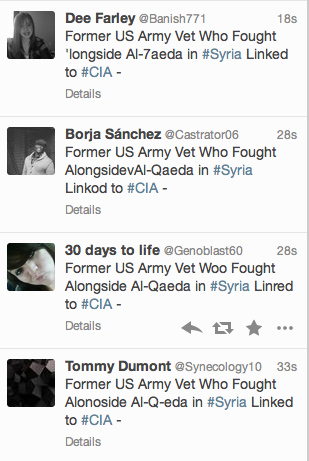 Dee Farley @Banish771 18s
Former US Army Vet Who Fought
'longside Al-7aeda in #Syria Linked
to #CIA -
Details
Borja Sánchez @Castrator06 28s
Former US Army Vet Who Fought
AlongsidevAl-Qaeda in #Syria
Linkod to #CIA -
Details
30 days to life @Genoblast60 28s
Former US Army Vet Woo Fought
Alongside Al-Qaeda in #Syria Linred
to #CIA -
Details
Tommy Dumont @Synecology10 33s
Former US Army Vet Who Fought
Alonoside Al-Q-eda in #Syria Linked
to #CIA -
Details